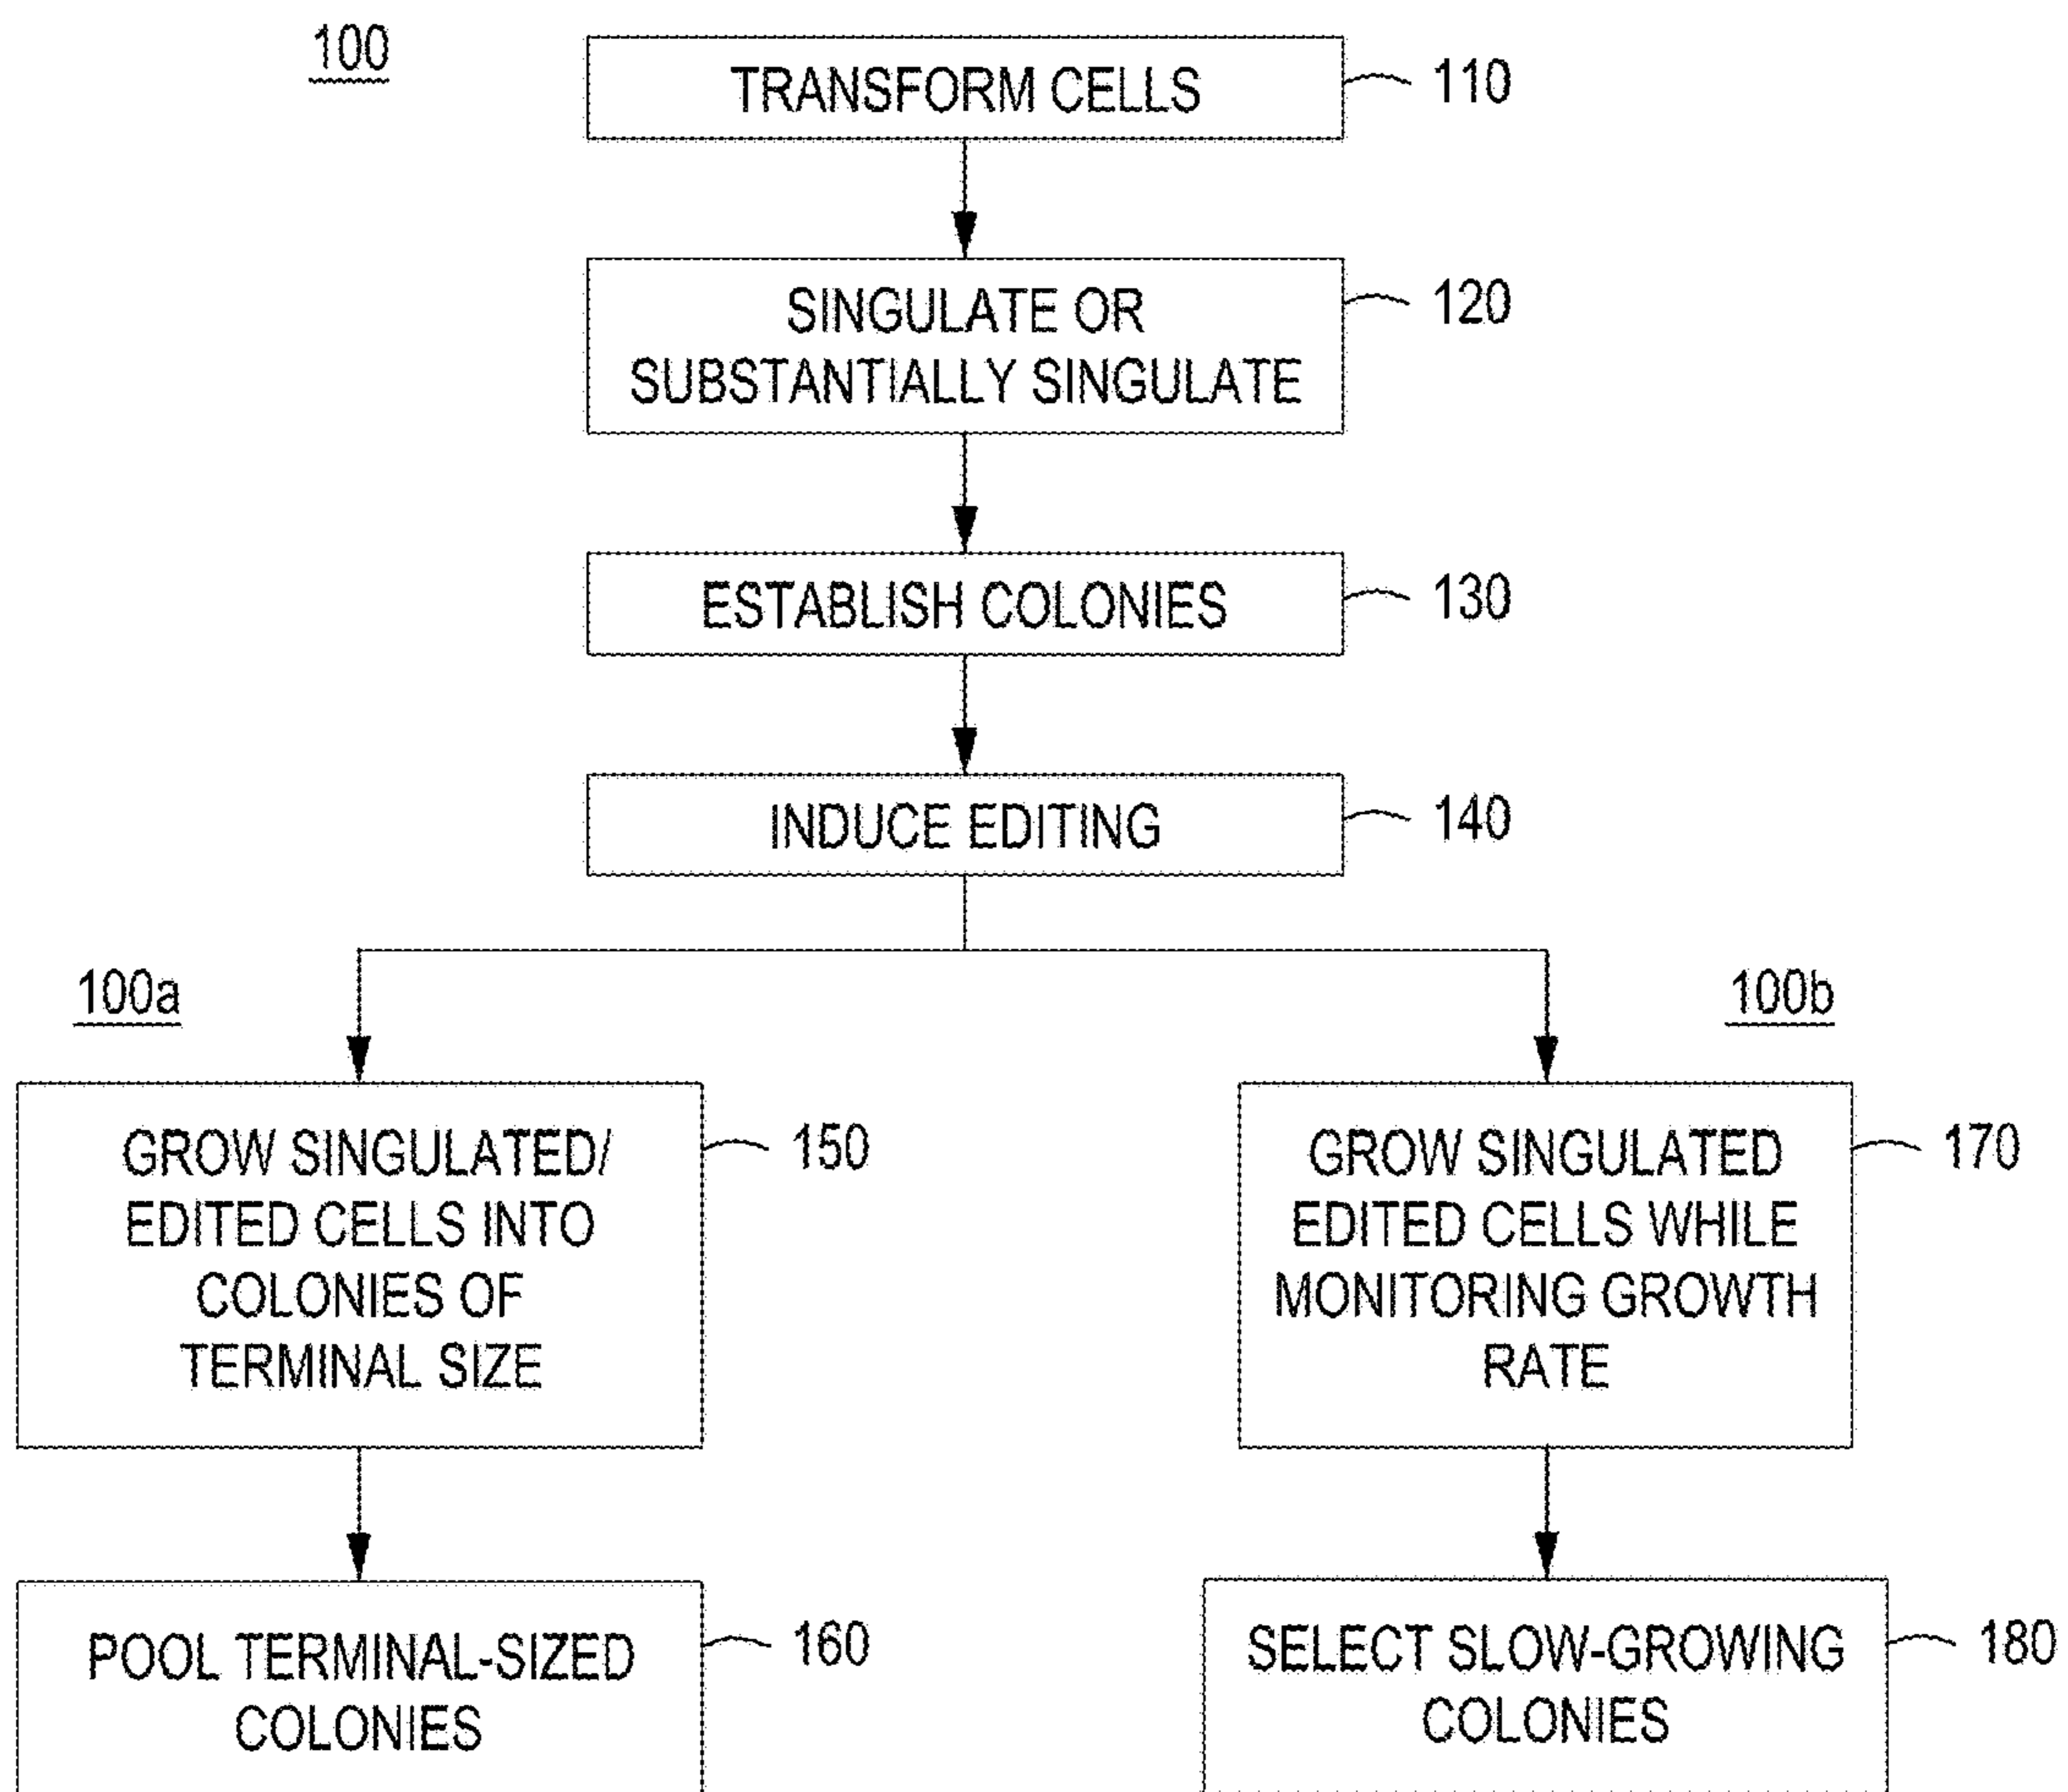 100
TRANSFORM CELLS
110
SINGULATE OR
SUBSTANTIALLY SINGULATE
120
ESTABLISH COLONIES
130
INDUCE EDITING
140
100a
100b
GROW SINGULATED/
EDITED CELLS INTO
COLONIES OF
TERMINAL SIZE
150
GROW SINGULATED
EDITED CELLS WHILE
MONITORING GROWTH
RATE
170
POOL TERMINAL-SIZED
COLONIES
160
SELECT SLOW-GROWING
COLONIES
180